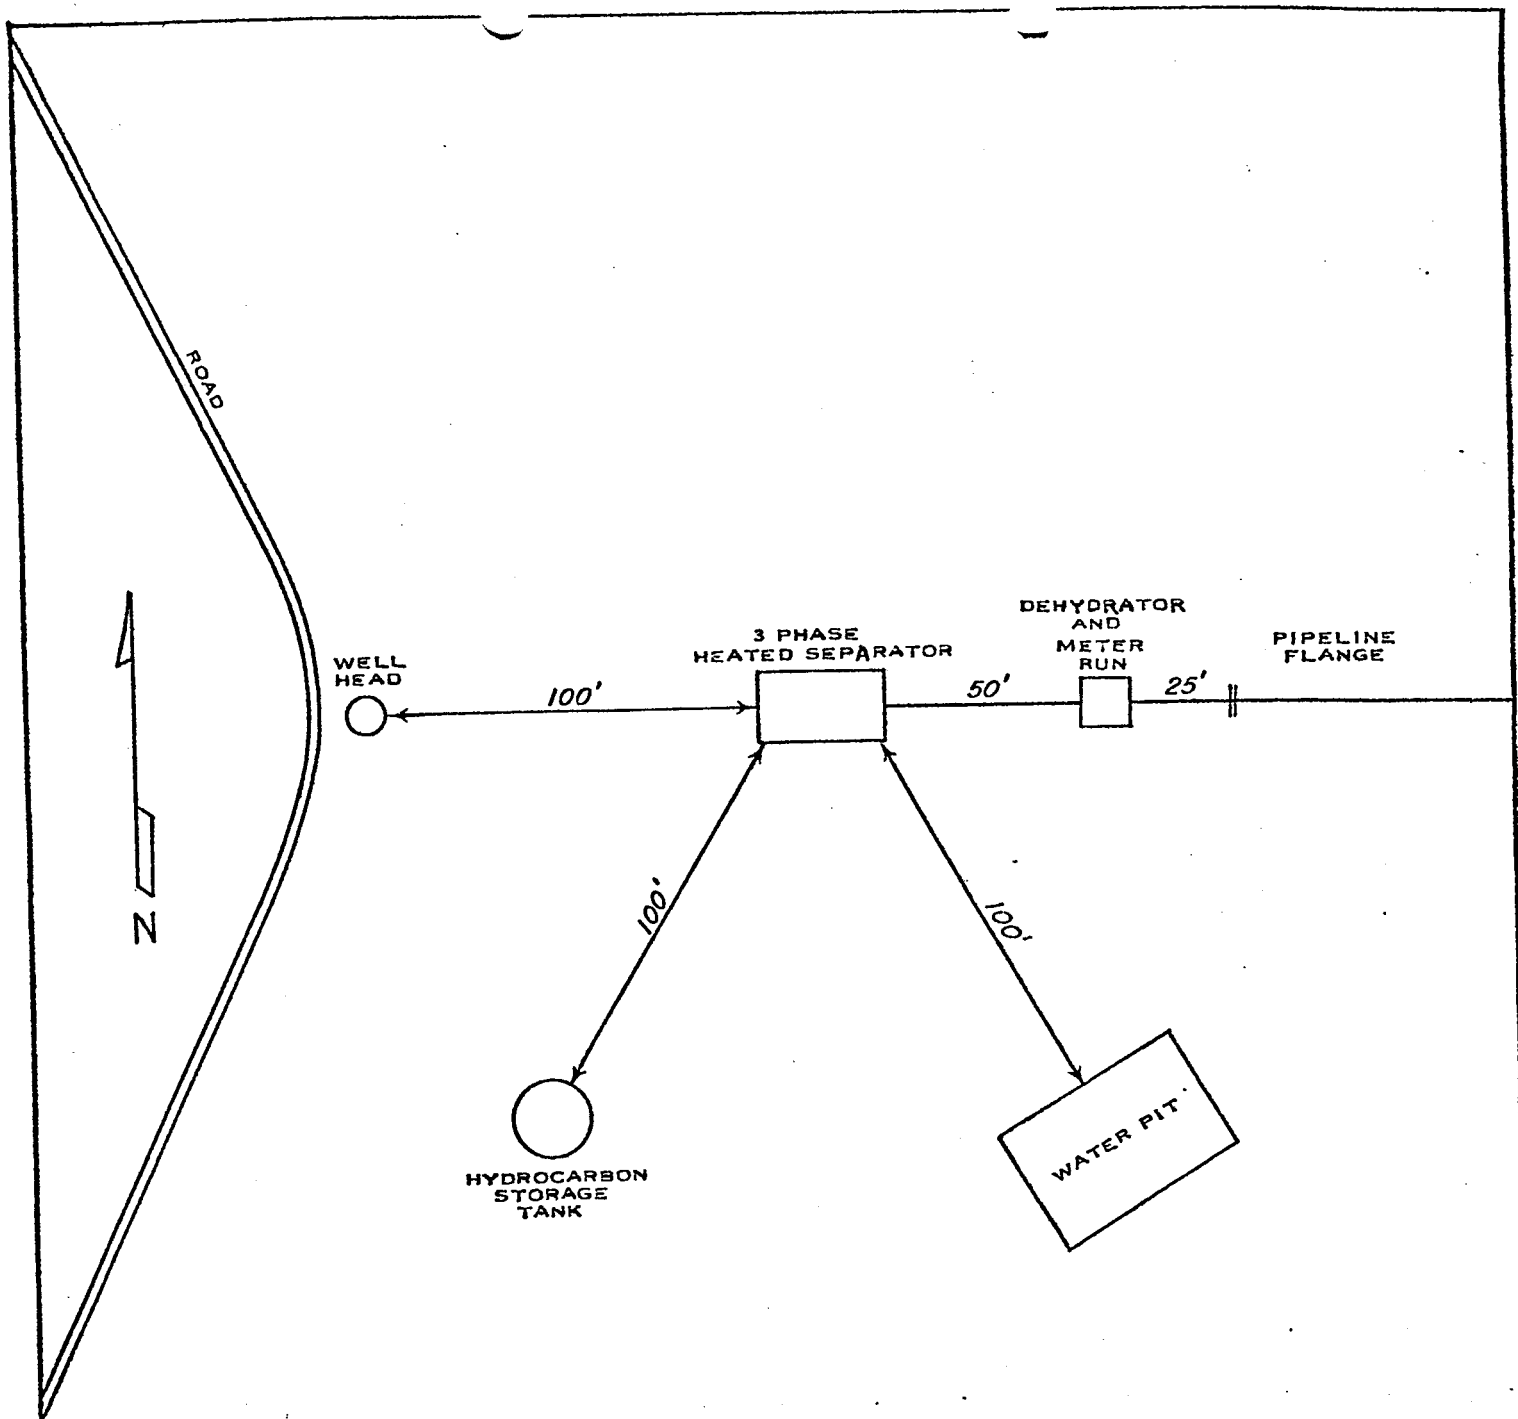 ROAD
WELL
HEAD
100'
3 PHASE
HEATED SEPARATOR
50'
DEHYDRATOR
AND
METER
RUN
25'
PIPELINE
FLANGE
N
100'
100'
HYDROCARBON
STORAGE
TANK
WATER PIT